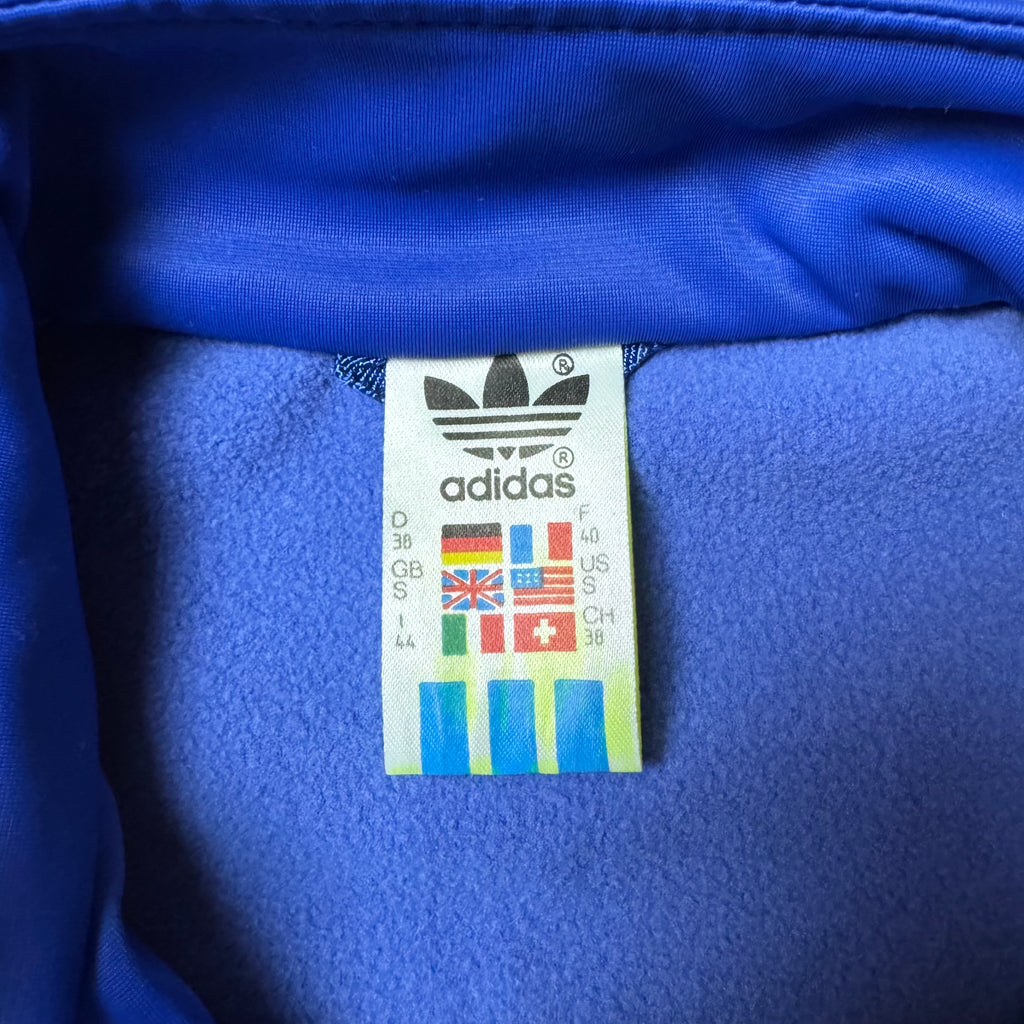 ®
®
adidas
D F
38 40
GB US
S S
I CH
44 38